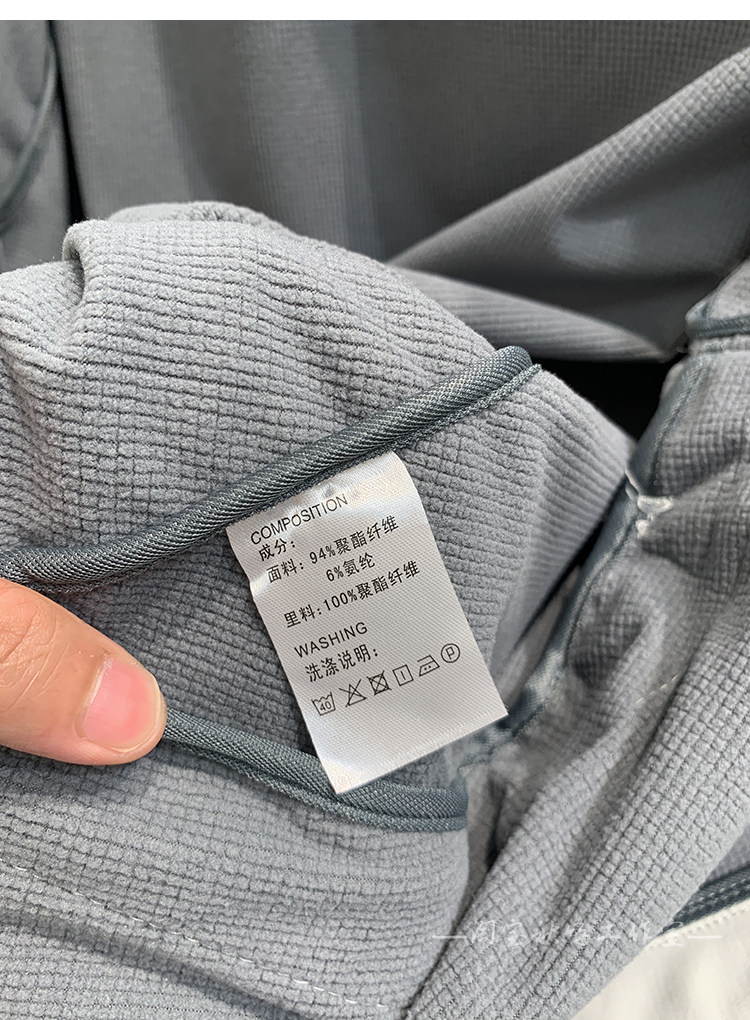 COMPOSITION
成分:
面料:94%聚酯纤维
6%氨纶
里料:100%聚酯纤维
WASHING
洗涤说明:
40
P